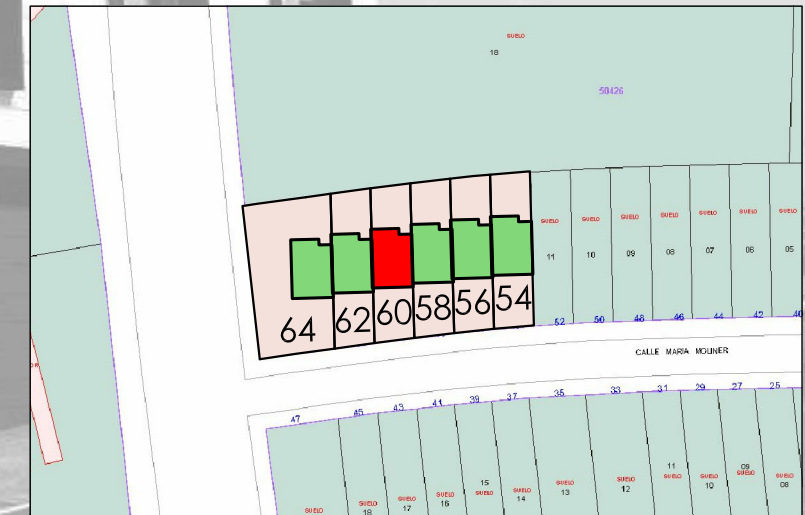 SUELO
18
50426
SUELO SUELO SUELO SUELO SUELO SUELO SUELO
11 10 09 08 07 06 05
64 62 60 58 56 54
52 50 48 46 44 42 40
CALLE MARIA MOLINER
47 45 43 41 39 37 35 33 31 29 27 25
SUELO SUELO SUELO SUELO SUELO SUELO SUELO SUELO SUELO SUELO SUELO SUELO
18 17 16 15 14 13 12 11 10 09 08